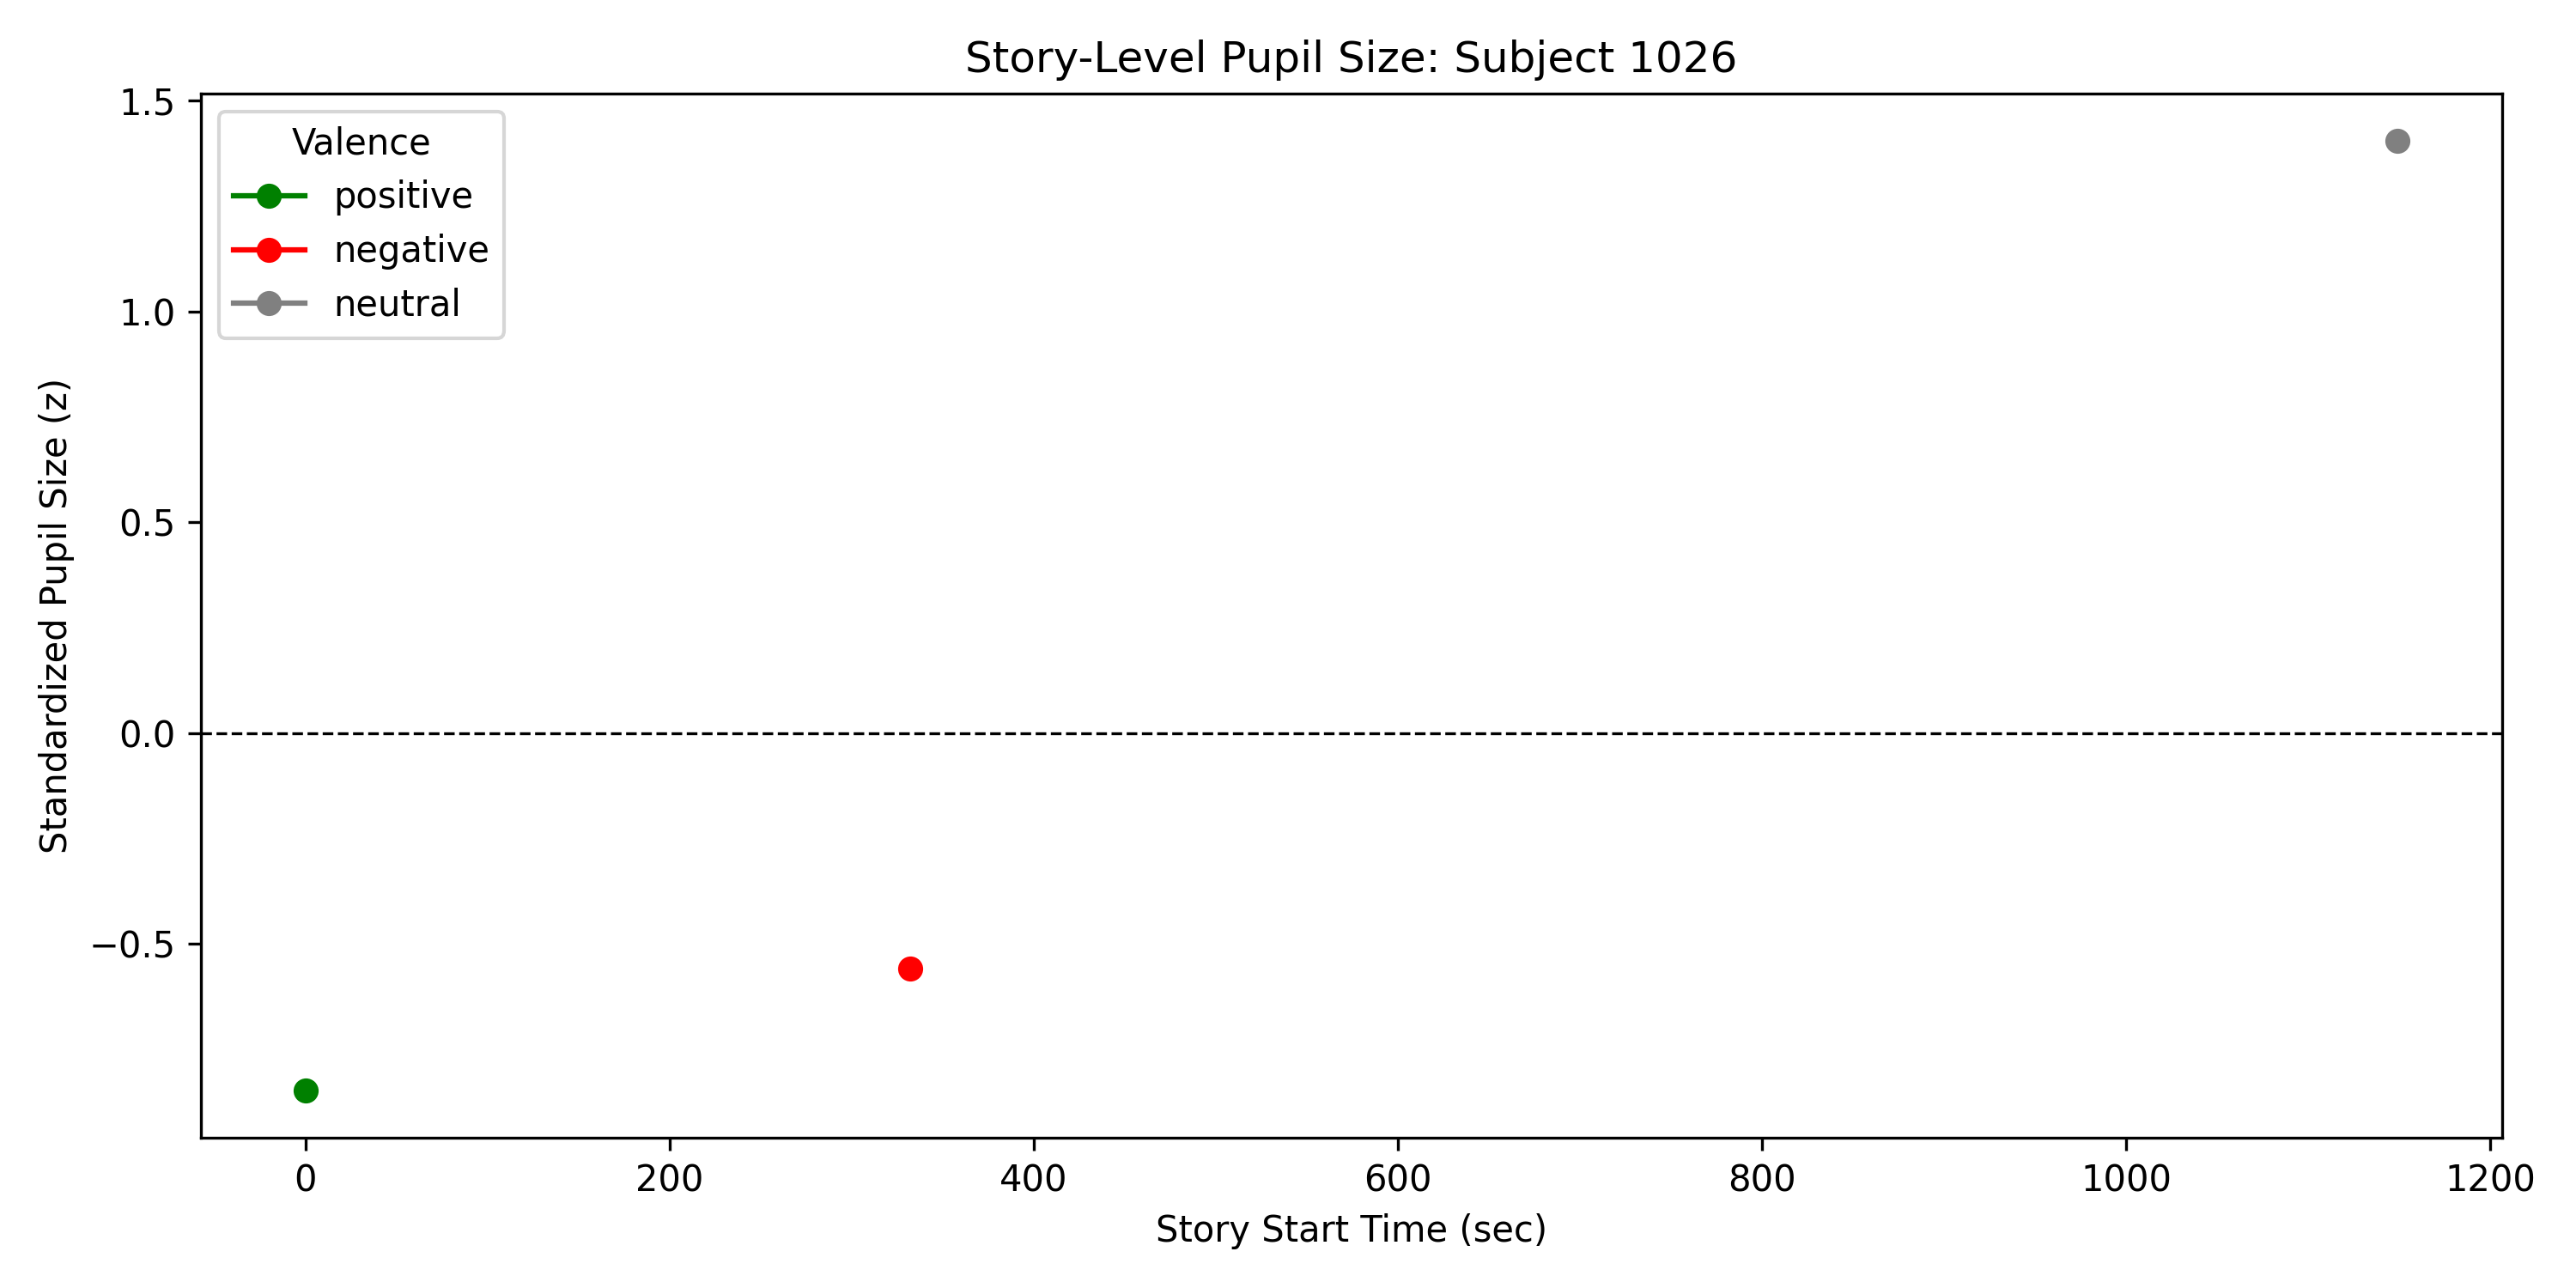 Story-Level Pupil Size: Subject 1026
Valence
positive
negative
neutral
Standardized Pupil Size (z)
1.5
1.0
0.5
0.0
−0.5
0 200 400 600 800 1000 1200
Story Start Time (sec)